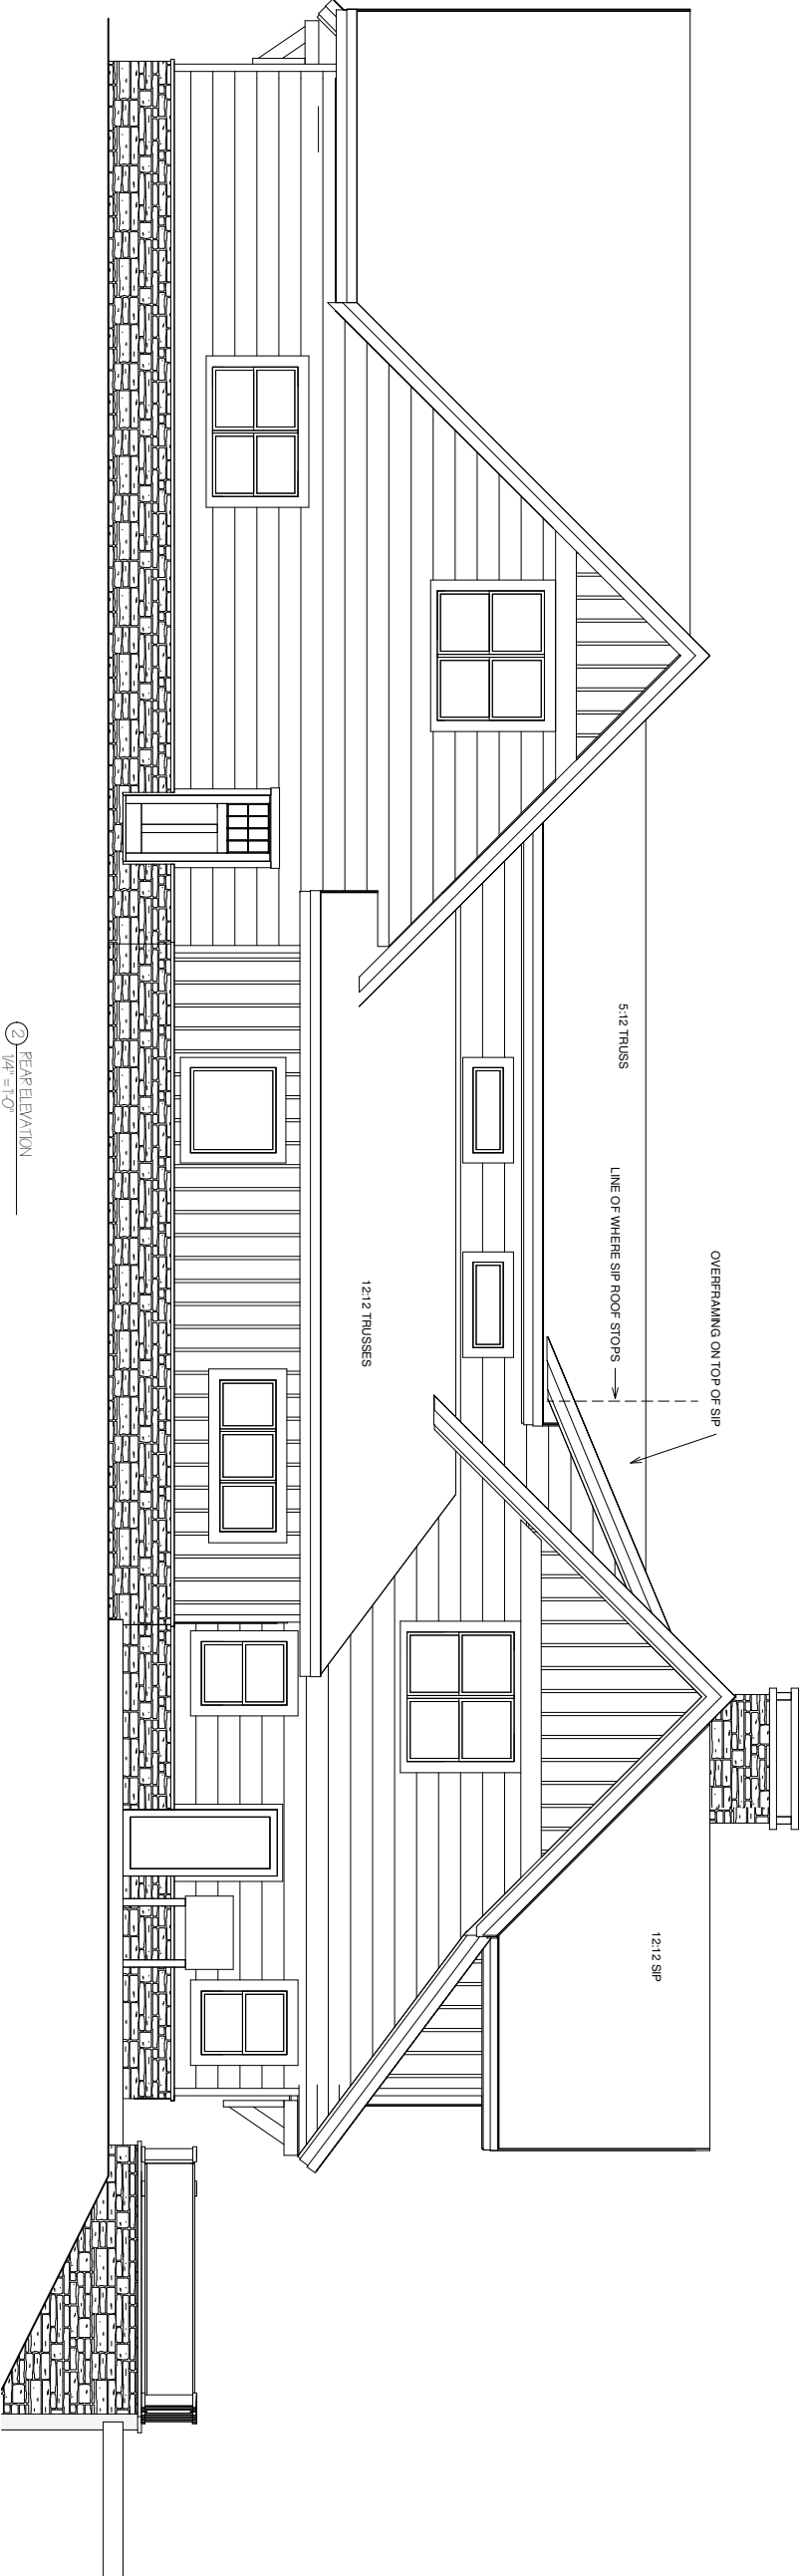 OVERFRAMING ON TOP OF SIP
LINE OF WHERE SIP ROOF STOPS
5:12 TRUSS
12:12 SIP
12:12 TRUSSES
2
REAR ELEVATION
1/4" = 1'-0"